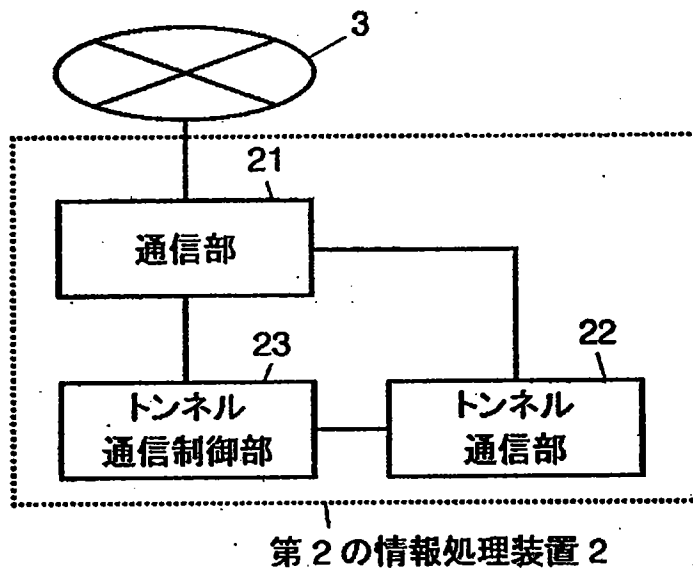 3
21
通信部
23
トンネル
通信制御部
22
トンネル
通信部
第2の情報処理装置2